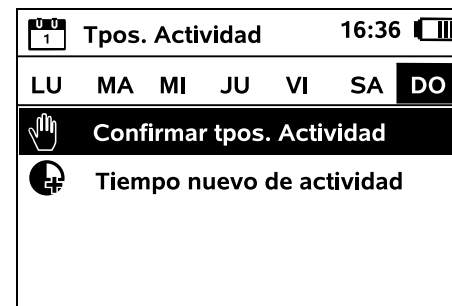 1 Tpos. Actividad 16:36
LU MA MI JU VI SA DO
Confirmar tpos. Actividad
Tiempo nuevo de actividad